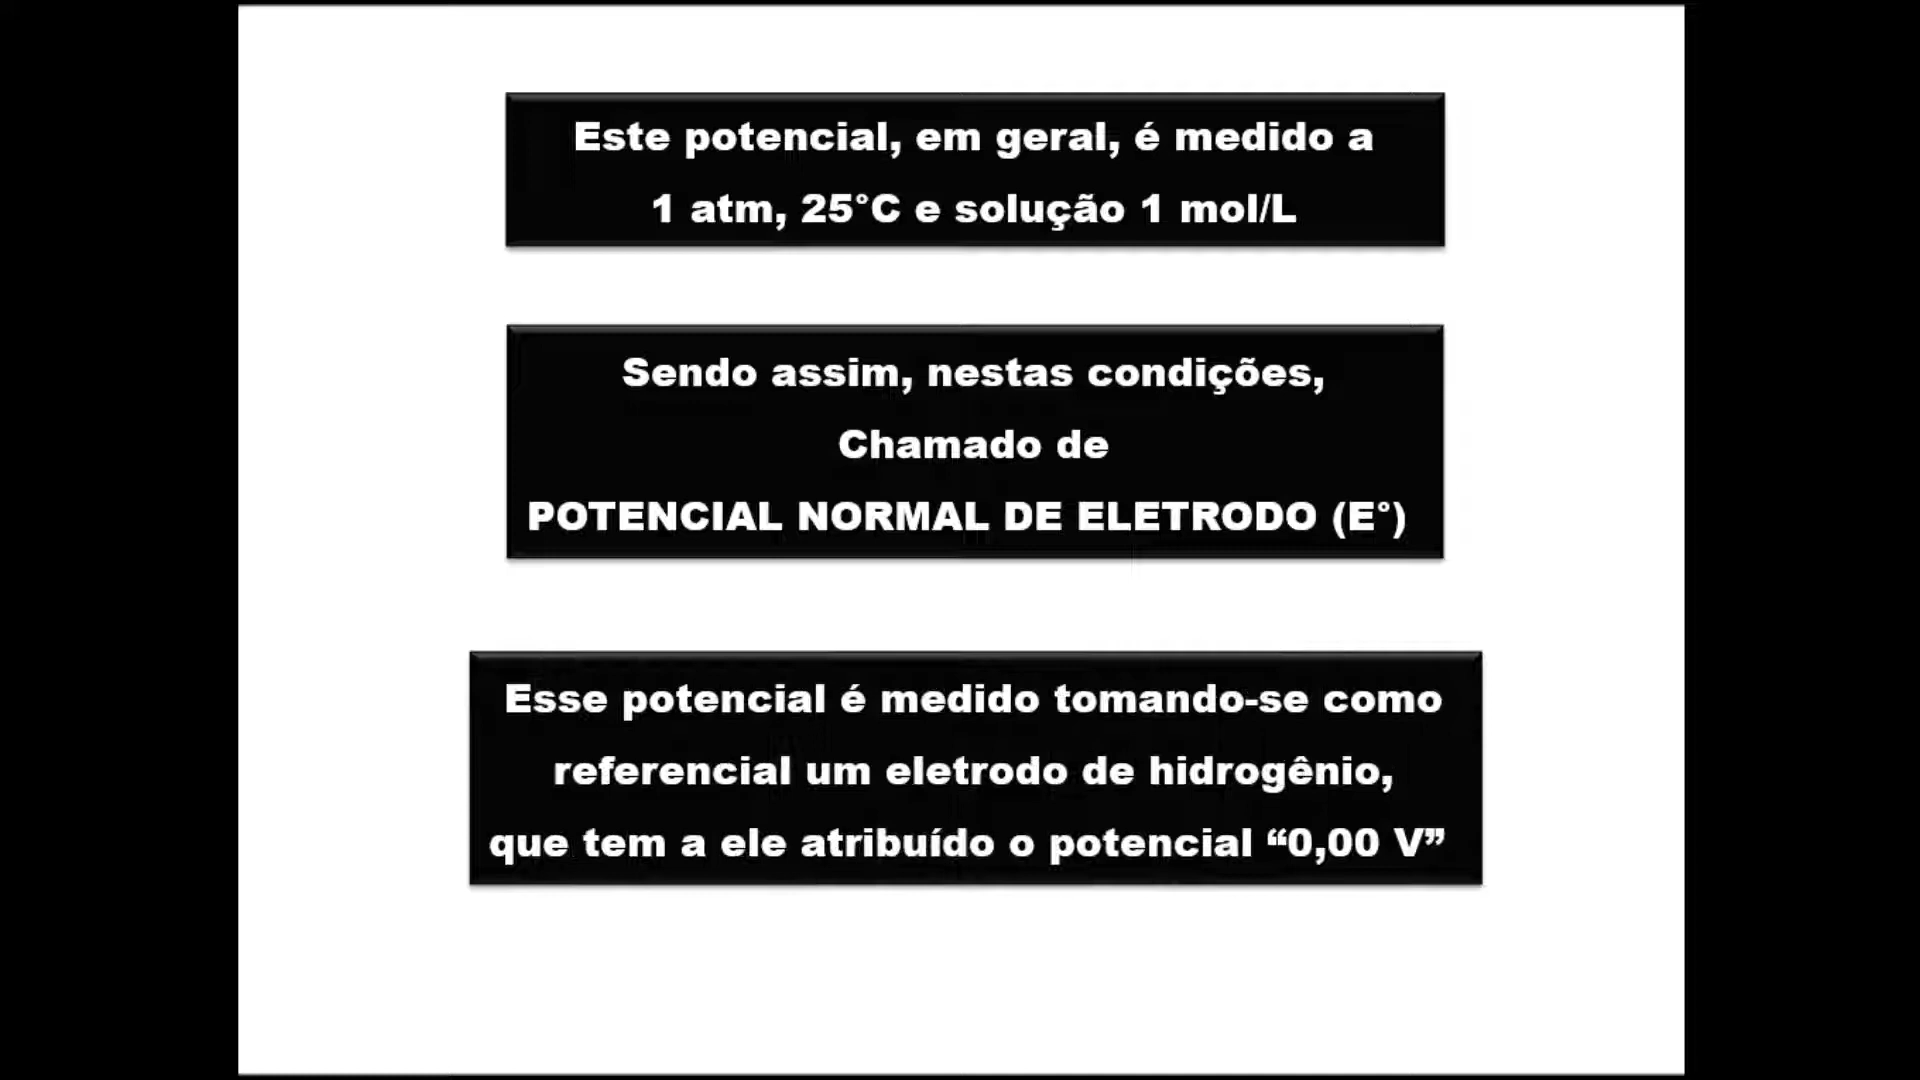 Este potencial, em geral, é medido a
1 atm, 25°C e solução 1 mol/L
Sendo assim, nestas condições,
Chamado de
POTENCIAL NORMAL DE ELETRODO (E°)
Esse potencial é medido tomando-se como
referencial um eletrodo de hidrogênio,
que tem a ele atribuído o potencial “0,00 V”